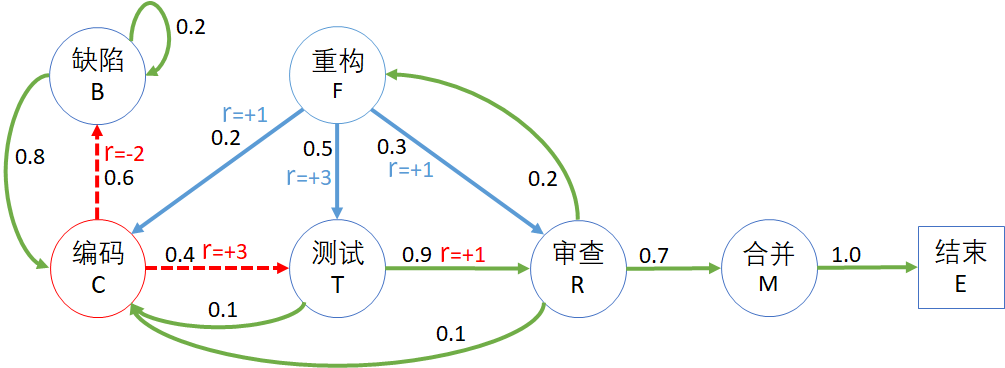 0.2
缺陷
B
重构
F
r=+1
0.2
0.5
r=+3
0.3
r=+1
0.8
r=-2
0.6
0.2
编码
C
0.4 r=+3
测试
T
0.9 r=+1
审查
R
0.7
合并
M
1.0
结束
E
0.1
0.1